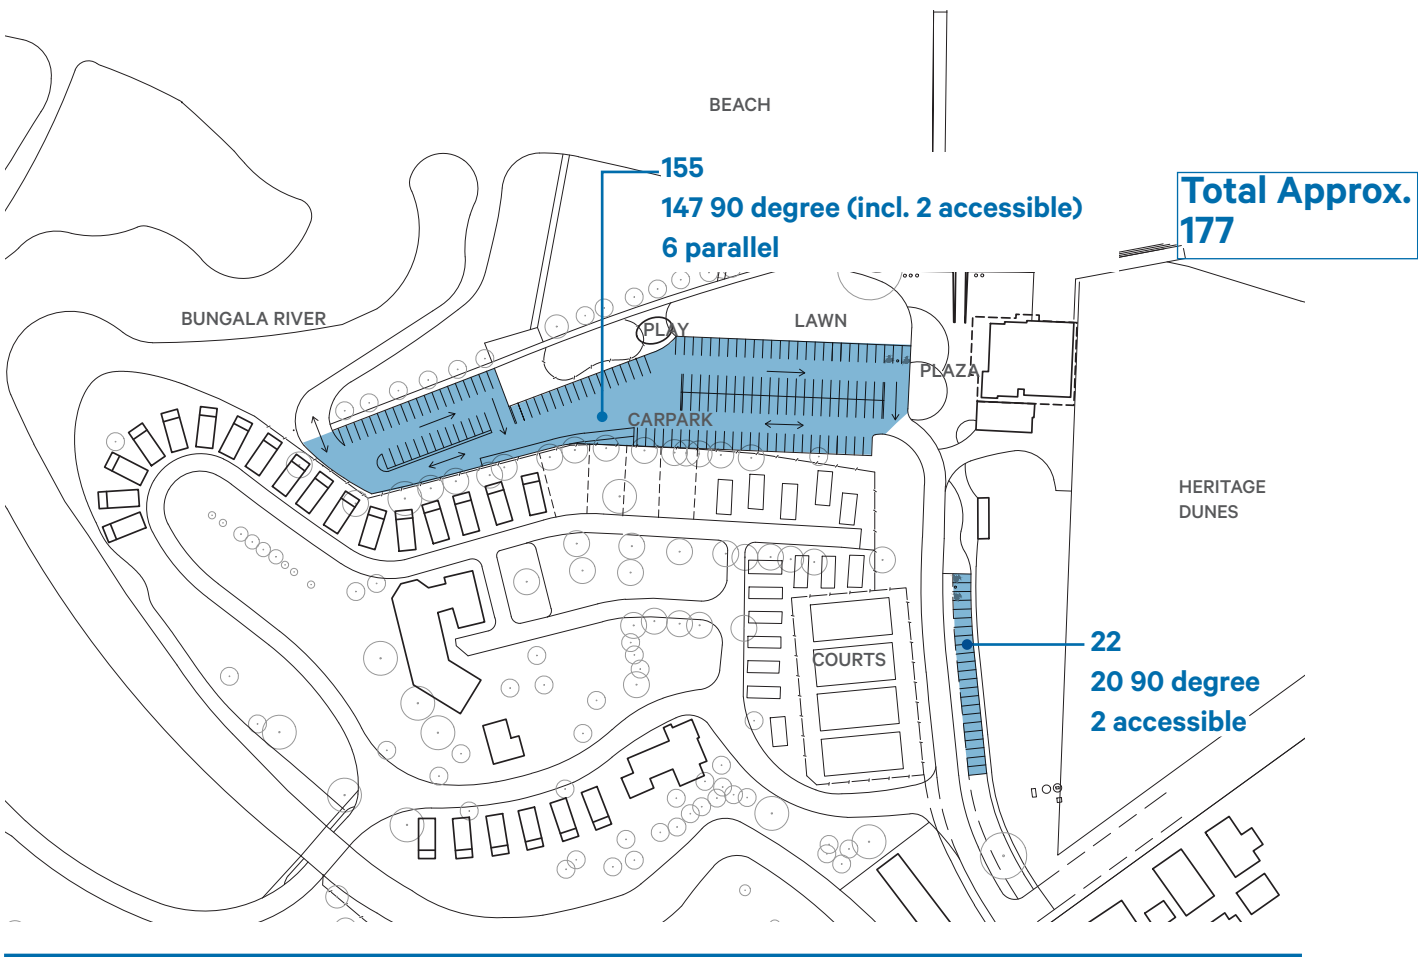 BEACH
155
147 90 degree (incl. 2 accessible)
6 parallel
Total Approx.
177
BUNGALA RIVER
PLAY
LAWN
PLAZA
CARPARK
HERITAGE
DUNES
COURTS
22
20 90 degree
2 accessible